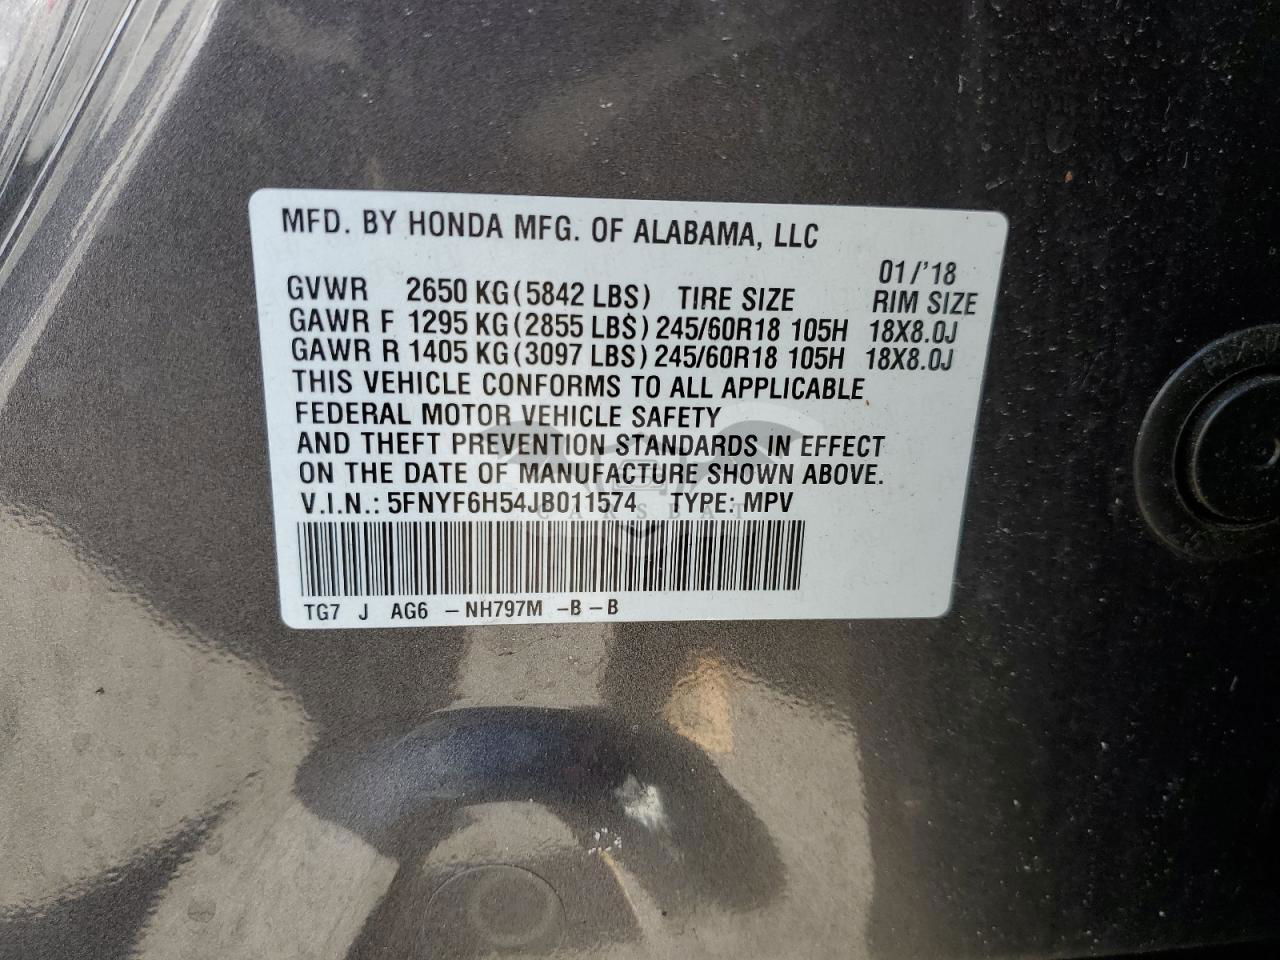 MFD. BY HONDA MFG. OF ALABAMA, LLC
01/'18
GVWR 2650 KG(5842 LBS) TIRE SIZE RIM SIZE
GAWR F 1295 KG(2855 LBS) 245/60R18 105H 18X8.0J
GAWR R 1405 KG(3097 LBS) 245/60R18 105H 18X8.0J
THIS VEHICLE CONFORMS TO ALL APPLICABLE
FEDERAL MOTOR VEHICLE SAFETY
AND THEFT PREVENTION STANDARDS IN EFFECT
ON THE DATE OF MANUFACTURE SHOWN ABOVE.
V.I.N.: 5FNYF6H54JB011574 TYPE: MPV
CARSBAT
TG7 J AG6 -NH797M -B-B